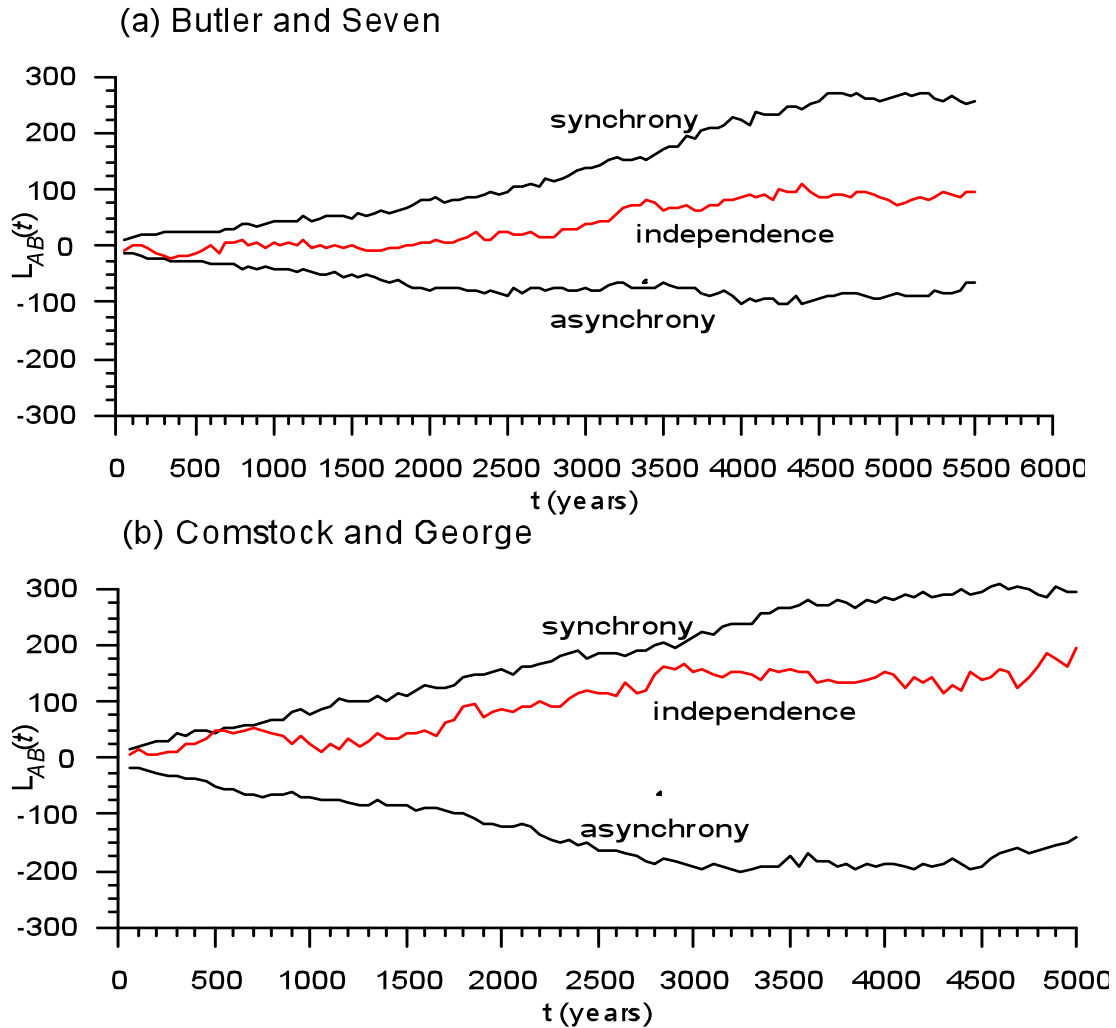 (a) Butler and Seven
300
synchrony
200
100
independence
0
-100
asynchrony
-200
-300
L_AB(t)
0 500 1000 1500 2000 2500 3000 3500 4000 4500 5000 5500 6000
t (years)
(b) Comstock and George
300
synchrony
200
100
independence
0
-100
asynchrony
-200
-300
L_AB(t)
0 500 1000 1500 2000 2500 3000 3500 4000 4500 5000
t (years)